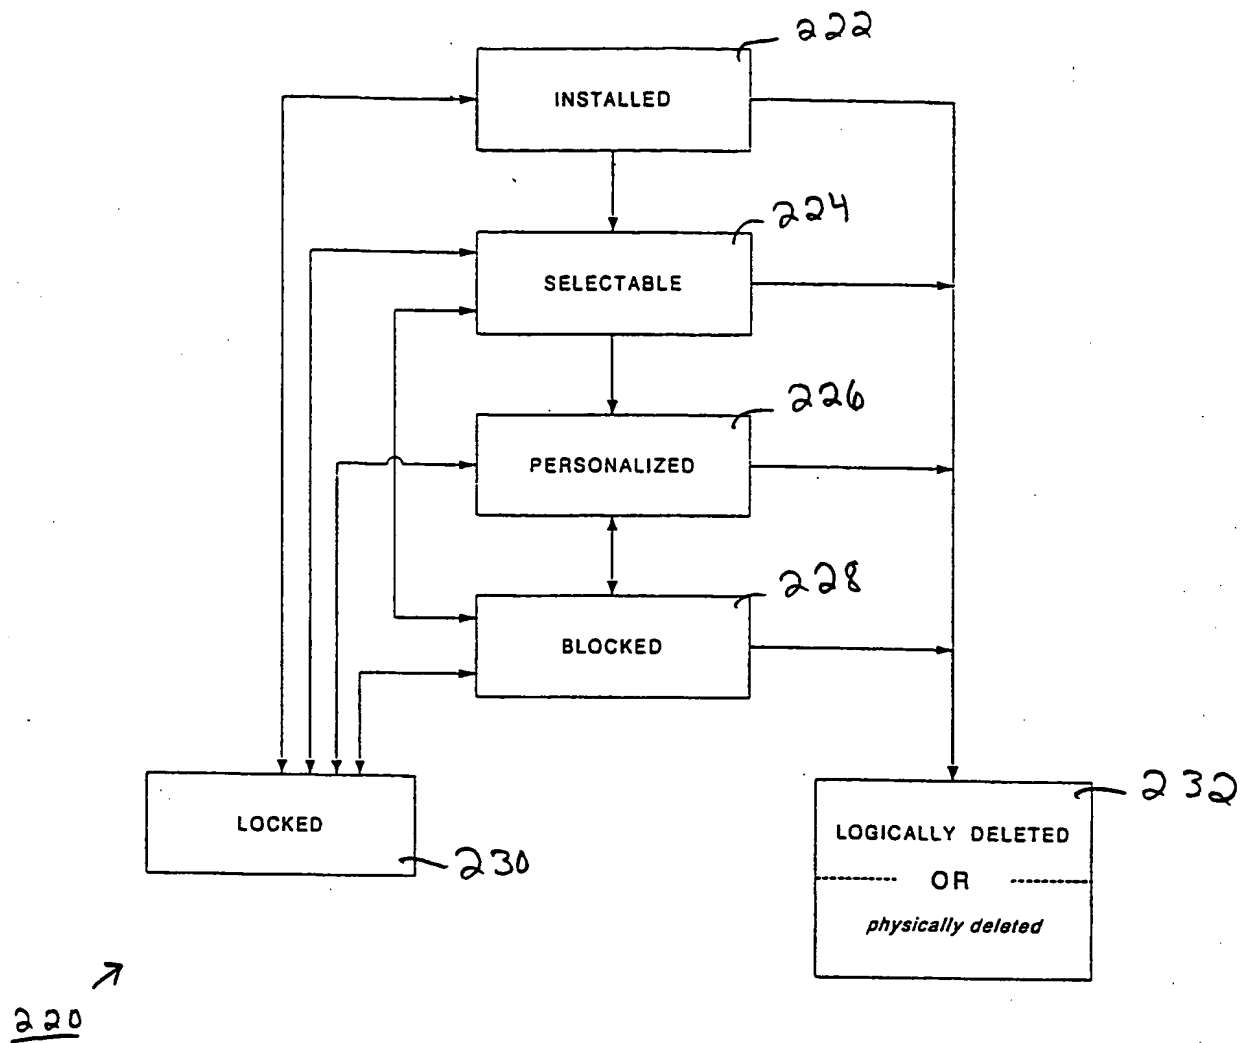 222
INSTALLED
224
SELECTABLE
226
PERSONALIZED
228
BLOCKED
232
LOCKED
LOGICALLY DELETED
230
OR
physically deleted
220